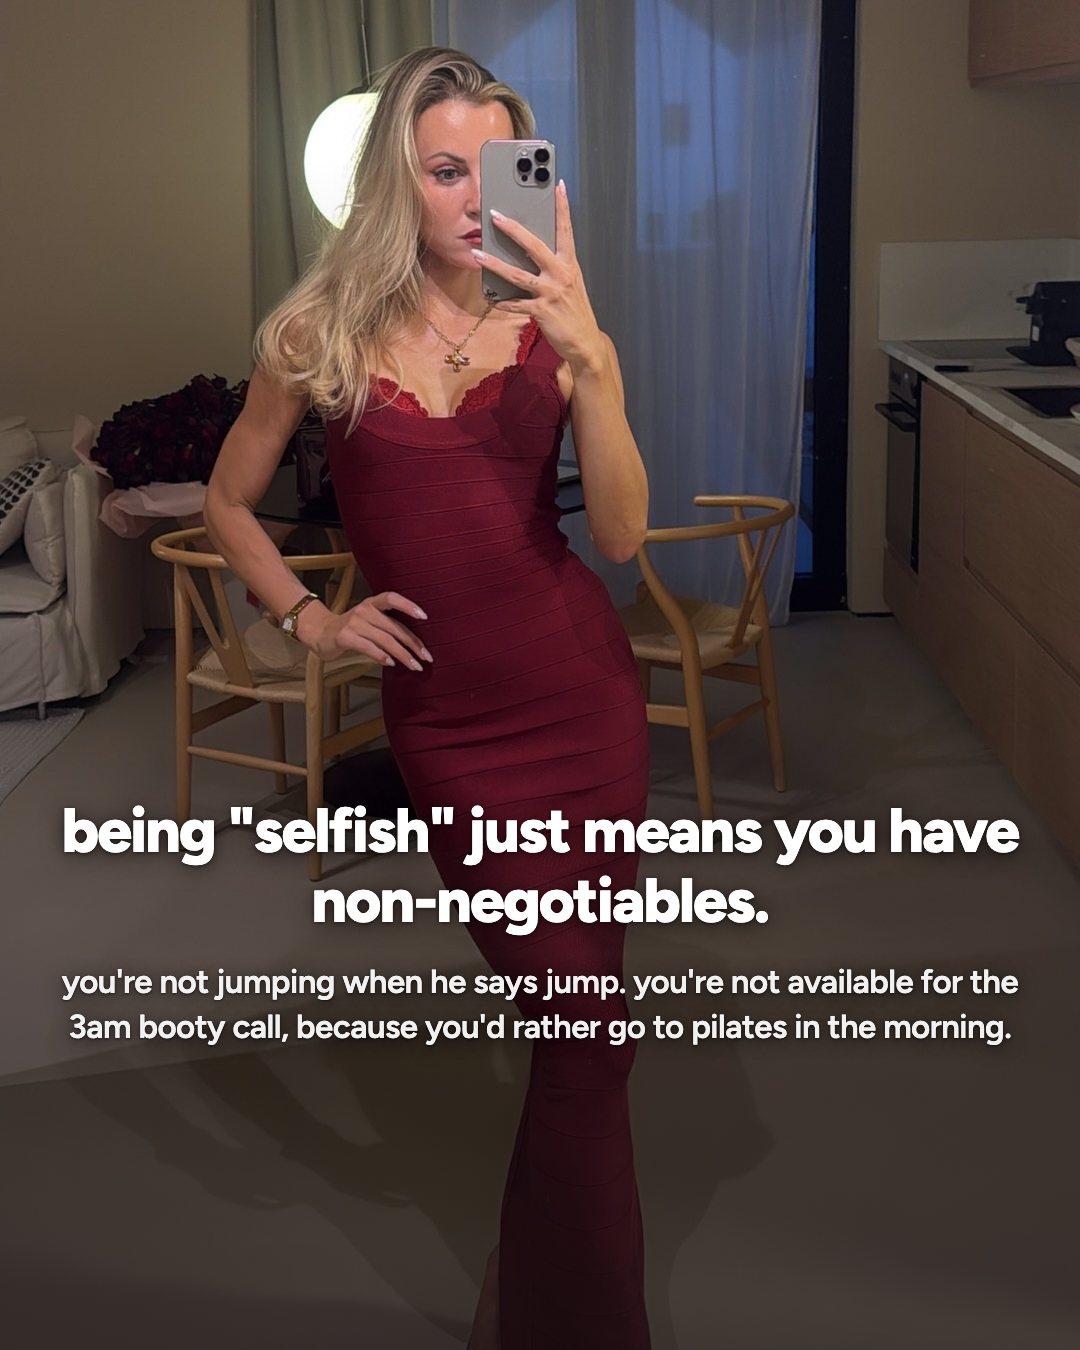 being "selfish" just means you have
non-negotiables.
you're not jumping when he says jump. you're not available for the
3am booty call, because you'd rather go to pilates in the morning.